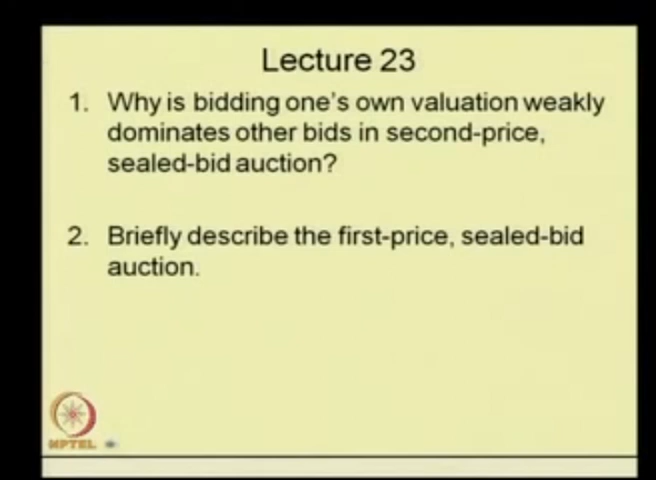 Lecture 23
1. Why is bidding one's own valuation weakly
dominates other bids in second-price,
sealed-bid auction?
2. Briefly describe the first-price, sealed-bid
auction.
NPTEL